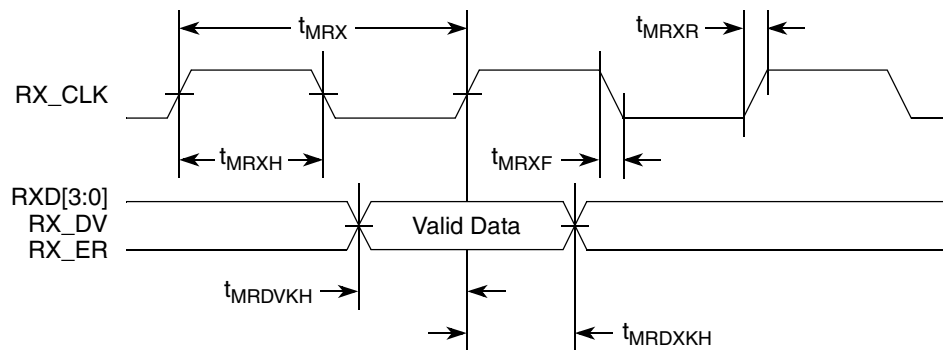 tMRX
tMRXR
RX_CLK
tMRXH
tMRXF
RXD[3:0]
RX_DV
Valid Data
RX_ER
tMRDVKH
tMRDXKH